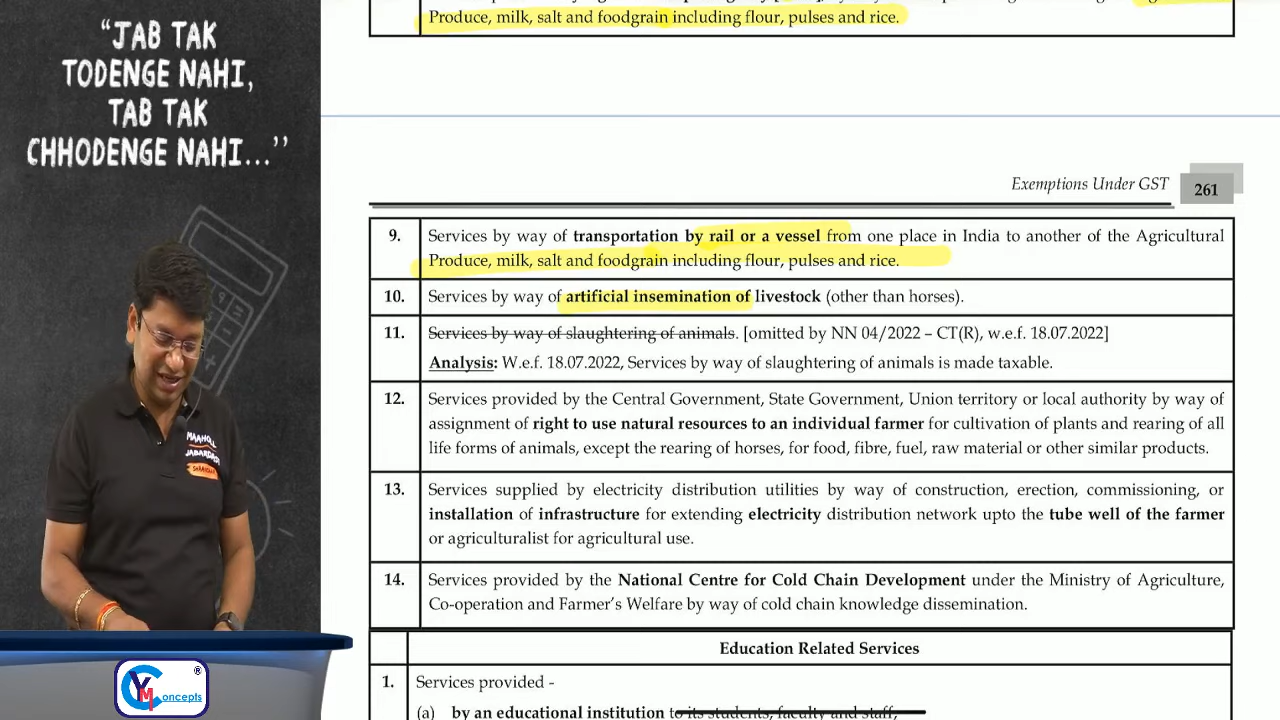 “JAB TAK
TODENGE NAHI,
TAB TAK
CHHODENGE NAHI...’’
Produce, milk, salt and foodgrain including flour, pulses and rice.
Exemptions Under GST
261
9. Services by way of transportation by rail or a vessel from one place in India to another of the Agricultural
Produce, milk, salt and foodgrain including flour, pulses and rice.
10. Services by way of artificial insemination of livestock (other than horses).
11. Services by way of slaughtering of animals. [omitted by NN 04/2022 – CT(R), w.e.f. 18.07.2022]
Analysis: W.e.f. 18.07.2022, Services by way of slaughtering of animals is made taxable.
12. Services provided by the Central Government, State Government, Union territory or local authority by way of
assignment of right to use natural resources to an individual farmer for cultivation of plants and rearing of all
life forms of animals, except the rearing of horses, for food, fibre, fuel, raw material or other similar products.
13. Services supplied by electricity distribution utilities by way of construction, erection, commissioning, or
installation of infrastructure for extending electricity distribution network upto the tube well of the farmer
or agriculturalist for agricultural use.
14. Services provided by the National Centre for Cold Chain Development under the Ministry of Agriculture,
Co-operation and Farmer’s Welfare by way of cold chain knowledge dissemination.
Education Related Services
1. Services provided -
(a) by an educational institution to its students, faculty and staff;
MAAHOLL
YM Concepts
®